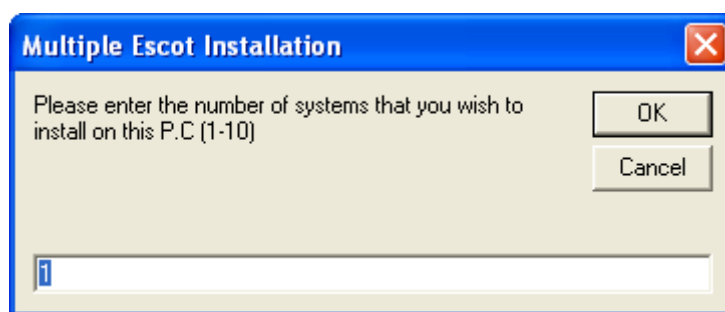 Multiple Escot Installation
Please enter the number of systems that you wish to
install on this P.C (1-10)
OK
Cancel
1